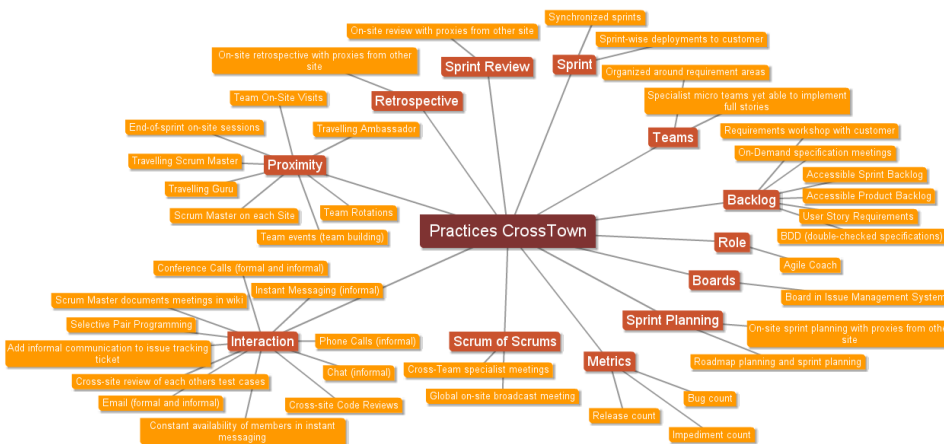 Synchronized sprints
On-site review with proxies from other site
Sprint-wise deployments to customer
On-site retrospective with proxies from other
site
Sprint Review
Sprint
Organized around requirement areas
Retrospective
Specialist micro teams yet able to implement
full stories
Teams
Team On-Site Visits
End-of-sprint on-site sessions
Travelling Ambassador
Travelling Scrum Master
Proximity
Travelling Guru
Scrum Master on each Site
Team Rotations
Team events (team building)
Requirements workshop with customer
On-Demand specification meetings
Accessible Sprint Backlog
Backlog
Accessible Product Backlog
User Story Requirements
BDD (double-checked specifications)
Practices CrossTown
Role
Agile Coach
Boards
Board in Issue Management System
Conference Calls (formal and informal)
Instant Messaging (informal)
Scrum Master documents meetings in wiki
Selective Pair Programming
Interaction
Phone Calls (informal)
Add informal communication to issue tracking
ticket
Chat (informal)
Cross-site review of each others test cases
Email (formal and informal)
Cross-site Code Reviews
Constant availability of members in instant
messaging
Scrum of Scrums
Cross-Team specialist meetings
Global on-site broadcast meeting
Sprint Planning
On-site sprint planning with proxies from other
site
Roadmap planning and sprint planning
Metrics
Bug count
Release count
Impediment count